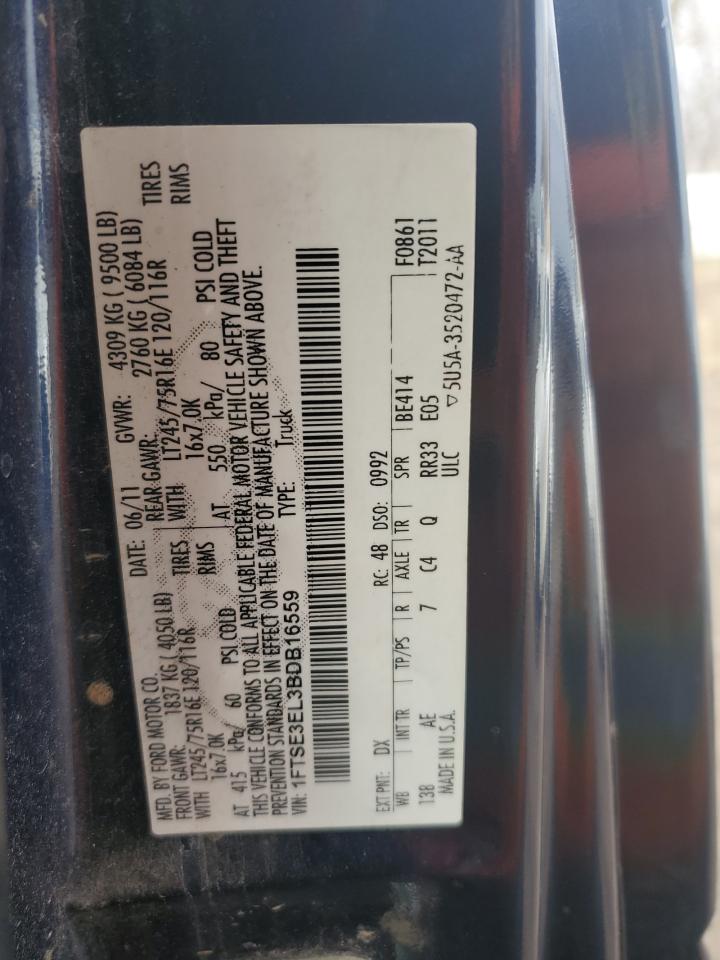 MFD. BY FORD MOTOR CO. DATE: 06/11 GVWR: 4309 KG ( 9500 LB)
FRONT GAWR: 1837 KG ( 4050 LB) REAR GAWR: 2760 KG ( 6084 LB)
WITH LT245/75R16E 120/116R TIRES WITH LT245/75R16E 120/116R TIRES
16x7.0K RIMS 16x7.0K RIMS
AT 415 kPa/ 60 PSI COLD AT 550 kPa/ 80 PSI COLD
THIS VEHICLE CONFORMS TO ALL APPLICABLE FEDERAL MOTOR VEHICLE SAFETY AND THEFT
PREVENTION STANDARDS IN EFFECT ON THE DATE OF MANUFACTURE SHOWN ABOVE.
VIN: 1FTSE3EL3BDB16559 TYPE: Truck
EXT PNT: DX RC: 48 DSO: 0992 F0861
WB INT TR TP/PS R AXLE TR SPR BE414 T2011
138 AE 7 C4 Q RR33 E05
MADE IN U.S.A. ULC ▽5U5A-3520472-AA